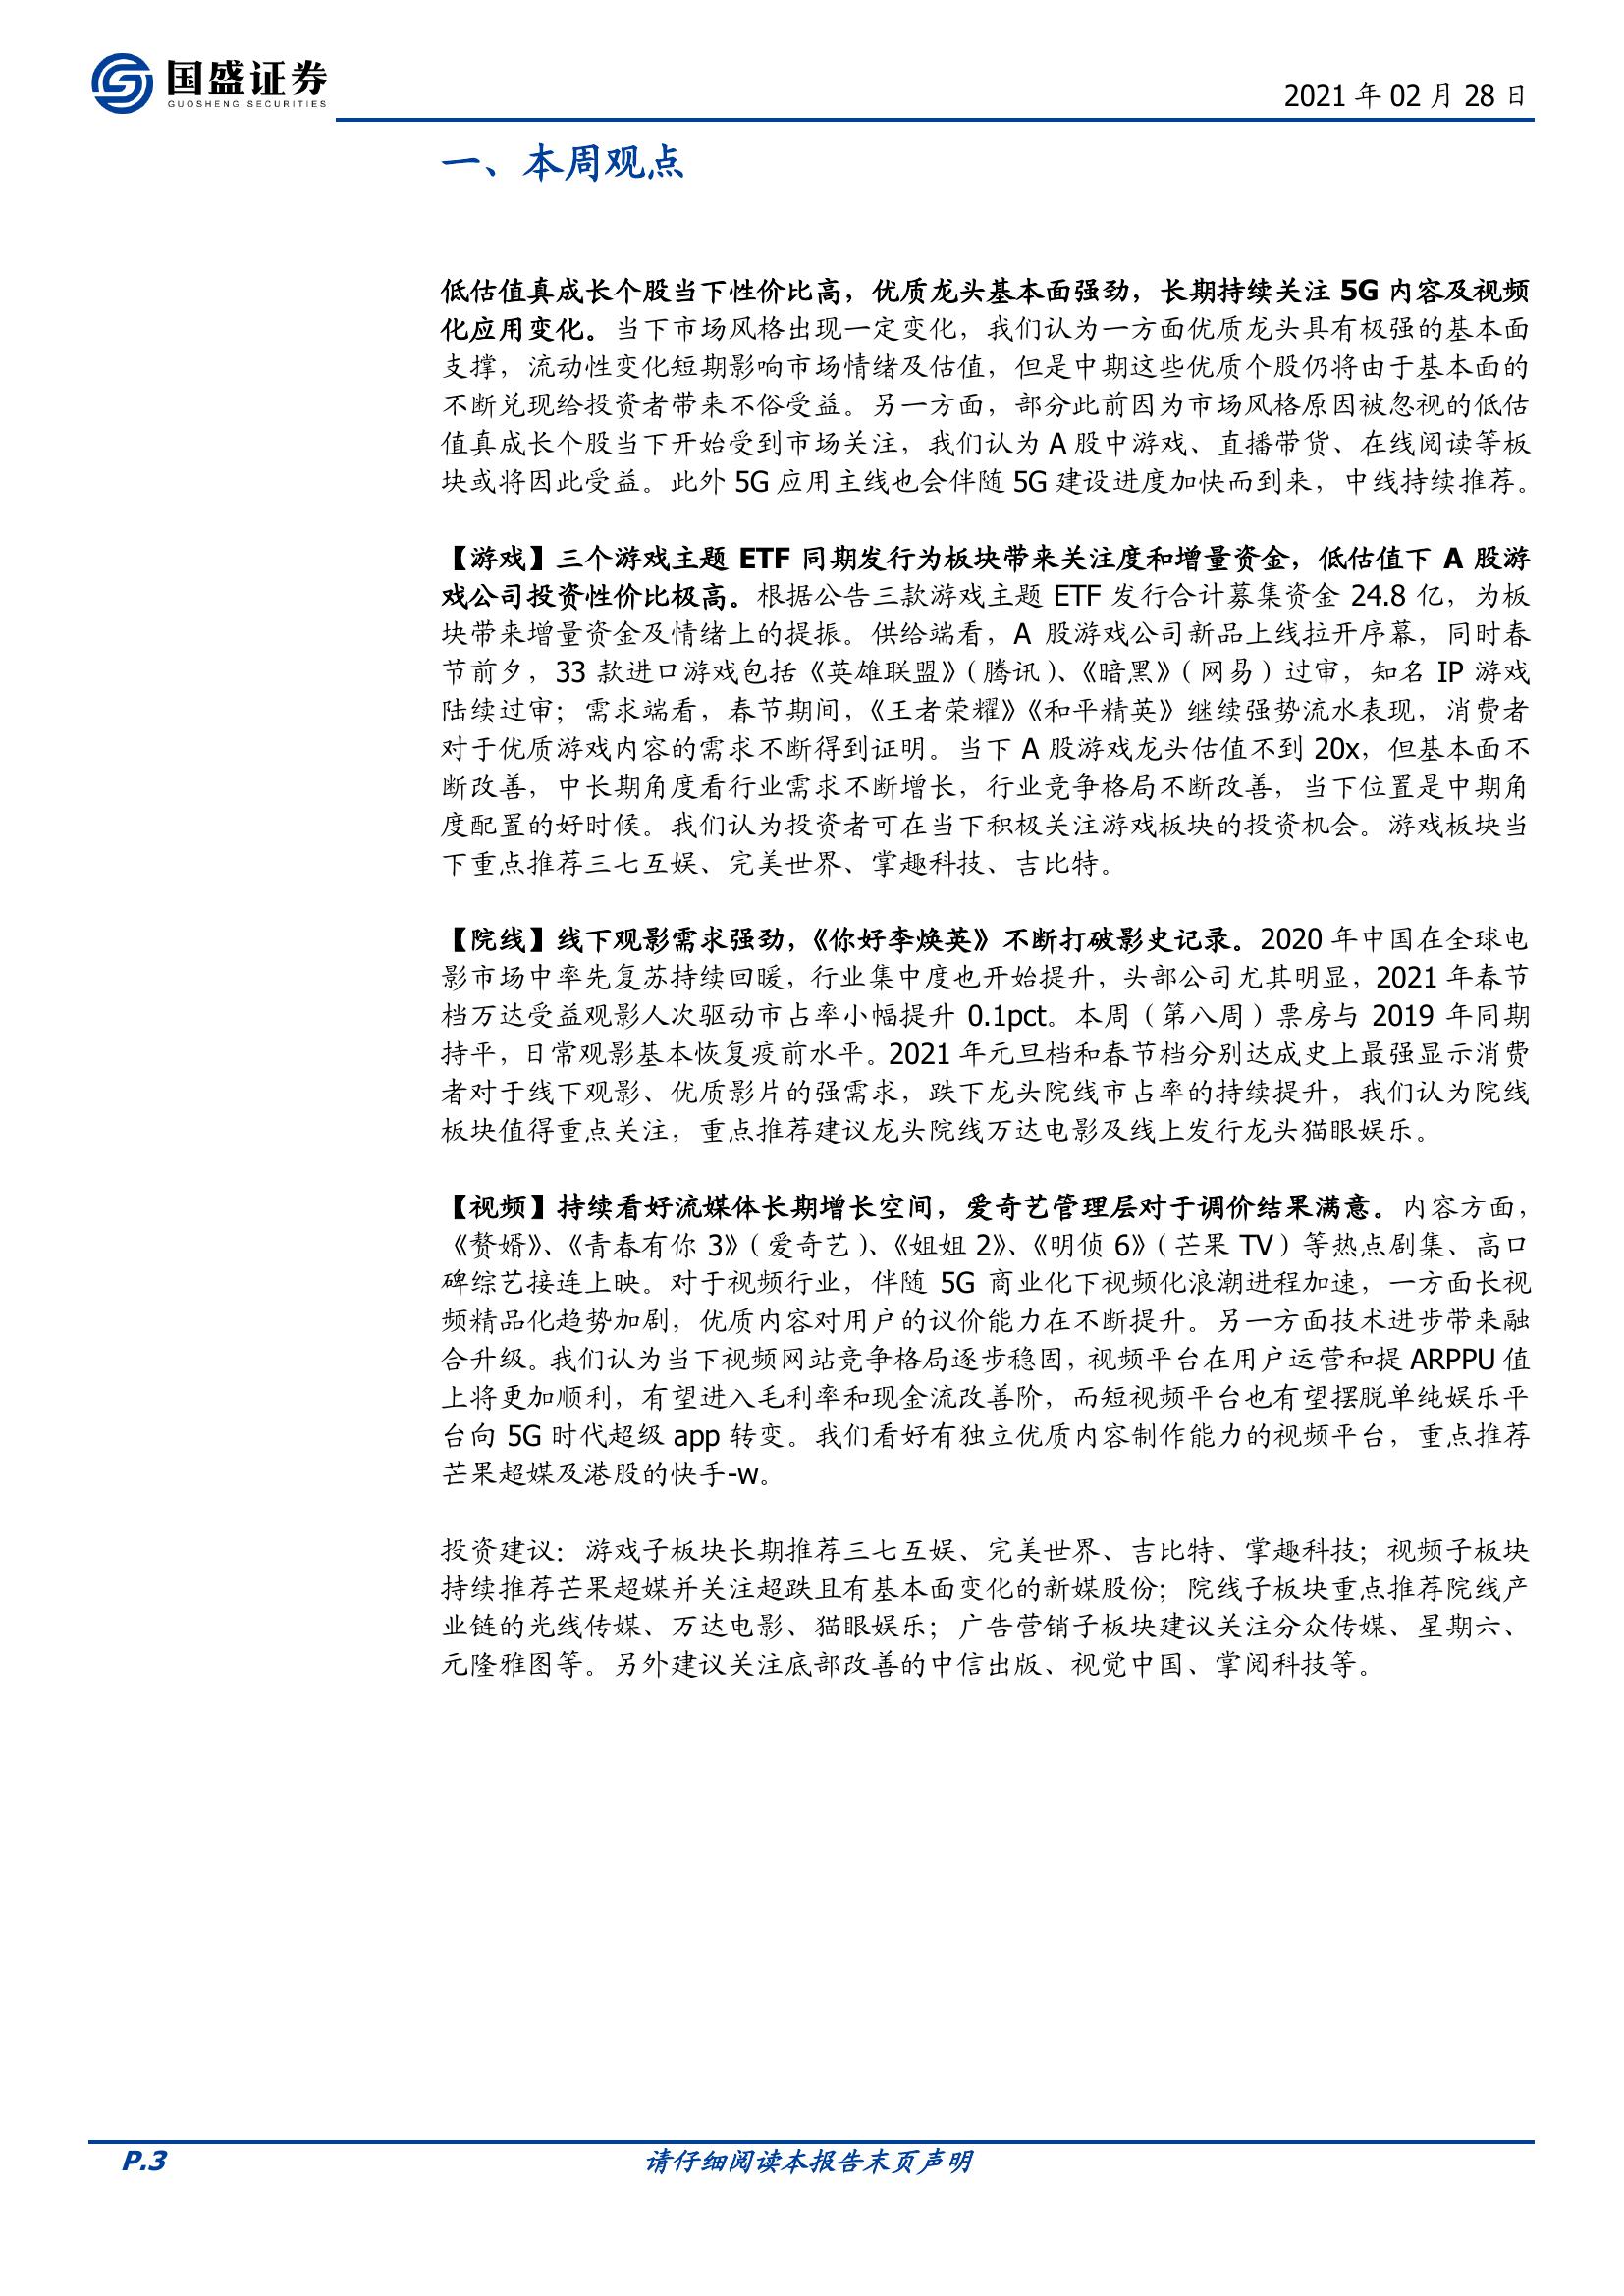 国盛证券
GUOSHENG SECURITIES
2021 年 02 月 28 日
一、本周观点
低估值真成长个股当下性价比高，优质龙头基本面强劲，长期持续关注 5G 内容及视频
化应用变化。当下市场风格出现一定变化，我们认为一方面优质龙头具有极强的基本面
支撑，流动性变化短期影响市场情绪及估值，但是中期这些优质个股仍将由于基本面的
不断兑现给投资者带来不俗受益。另一方面，部分此前因为市场风格原因被忽视的低估
值真成长个股当下开始受到市场关注，我们认为 A 股中游戏、直播带货、在线阅读等板
块或将因此受益。此外 5G 应用主线也会伴随 5G 建设进度加快而到来，中线持续推荐。
【游戏】三个游戏主题 ETF 同期发行为板块带来关注度和增量资金，低估值下 A 股游
戏公司投资性价比极高。根据公告三款游戏主题 ETF 发行合计募集资金 24.8 亿，为板
块带来增量资金及情绪上的提振。供给端看，A 股游戏公司新品上线拉开序幕，同时春
节前夕，33 款进口游戏包括《英雄联盟》（腾讯）、《暗黑》（网易）过审，知名 IP 游戏
陆续过审；需求端看，春节期间，《王者荣耀》《和平精英》继续强势流水表现，消费者
对于优质游戏内容的需求不断得到证明。当下 A 股游戏龙头估值不到 20x，但基本面不
断改善，中长期角度看行业需求不断增长，行业竞争格局不断改善，当下位置是中期角
度配置的好时候。我们认为投资者可在当下积极关注游戏板块的投资机会。游戏板块当
下重点推荐三七互娱、完美世界、掌趣科技、吉比特。
【院线】线下观影需求强劲，《你好李焕英》不断打破影史记录。2020 年中国在全球电
影市场中率先复苏持续回暖，行业集中度也开始提升，头部公司尤其明显，2021 年春节
档万达受益观影人次驱动市占率小幅提升 0.1pct。本周（第八周）票房与 2019 年同期
持平，日常观影基本恢复疫前水平。2021 年元旦档和春节档分别达成史上最强显示消费
者对于线下观影、优质影片的强需求，跌下龙头院线市占率的持续提升，我们认为院线
板块值得重点关注，重点推荐建议龙头院线万达电影及线上发行龙头猫眼娱乐。
【视频】持续看好流媒体长期增长空间，爱奇艺管理层对于调价结果满意。内容方面，
《赘婿》、《青春有你 3》（爱奇艺）、《姐姐 2》、《明侦 6》（芒果 TV）等热点剧集、高口
碑综艺接连上映。对于视频行业，伴随 5G 商业化下视频化浪潮进程加速，一方面长视
频精品化趋势加剧，优质内容对用户的议价能力在不断提升。另一方面技术进步带来融
合升级。我们认为当下视频网站竞争格局逐步稳固，视频平台在用户运营和提 ARPPU 值
上将更加顺利，有望进入毛利率和现金流改善阶，而短视频平台也有望摆脱单纯娱乐平
台向 5G 时代超级 app 转变。我们看好有独立优质内容制作能力的视频平台，重点推荐
芒果超媒及港股的快手-w。
投资建议：游戏子板块长期推荐三七互娱、完美世界、吉比特、掌趣科技；视频子板块
持续推荐芒果超媒并关注超跌且有基本面变化的新媒股份；院线子板块重点推荐院线产
业链的光线传媒、万达电影、猫眼娱乐；广告营销子板块建议关注分众传媒、星期六、
元隆雅图等。另外建议关注底部改善的中信出版、视觉中国、掌阅科技等。
P.3
请仔细阅读本报告末页声明